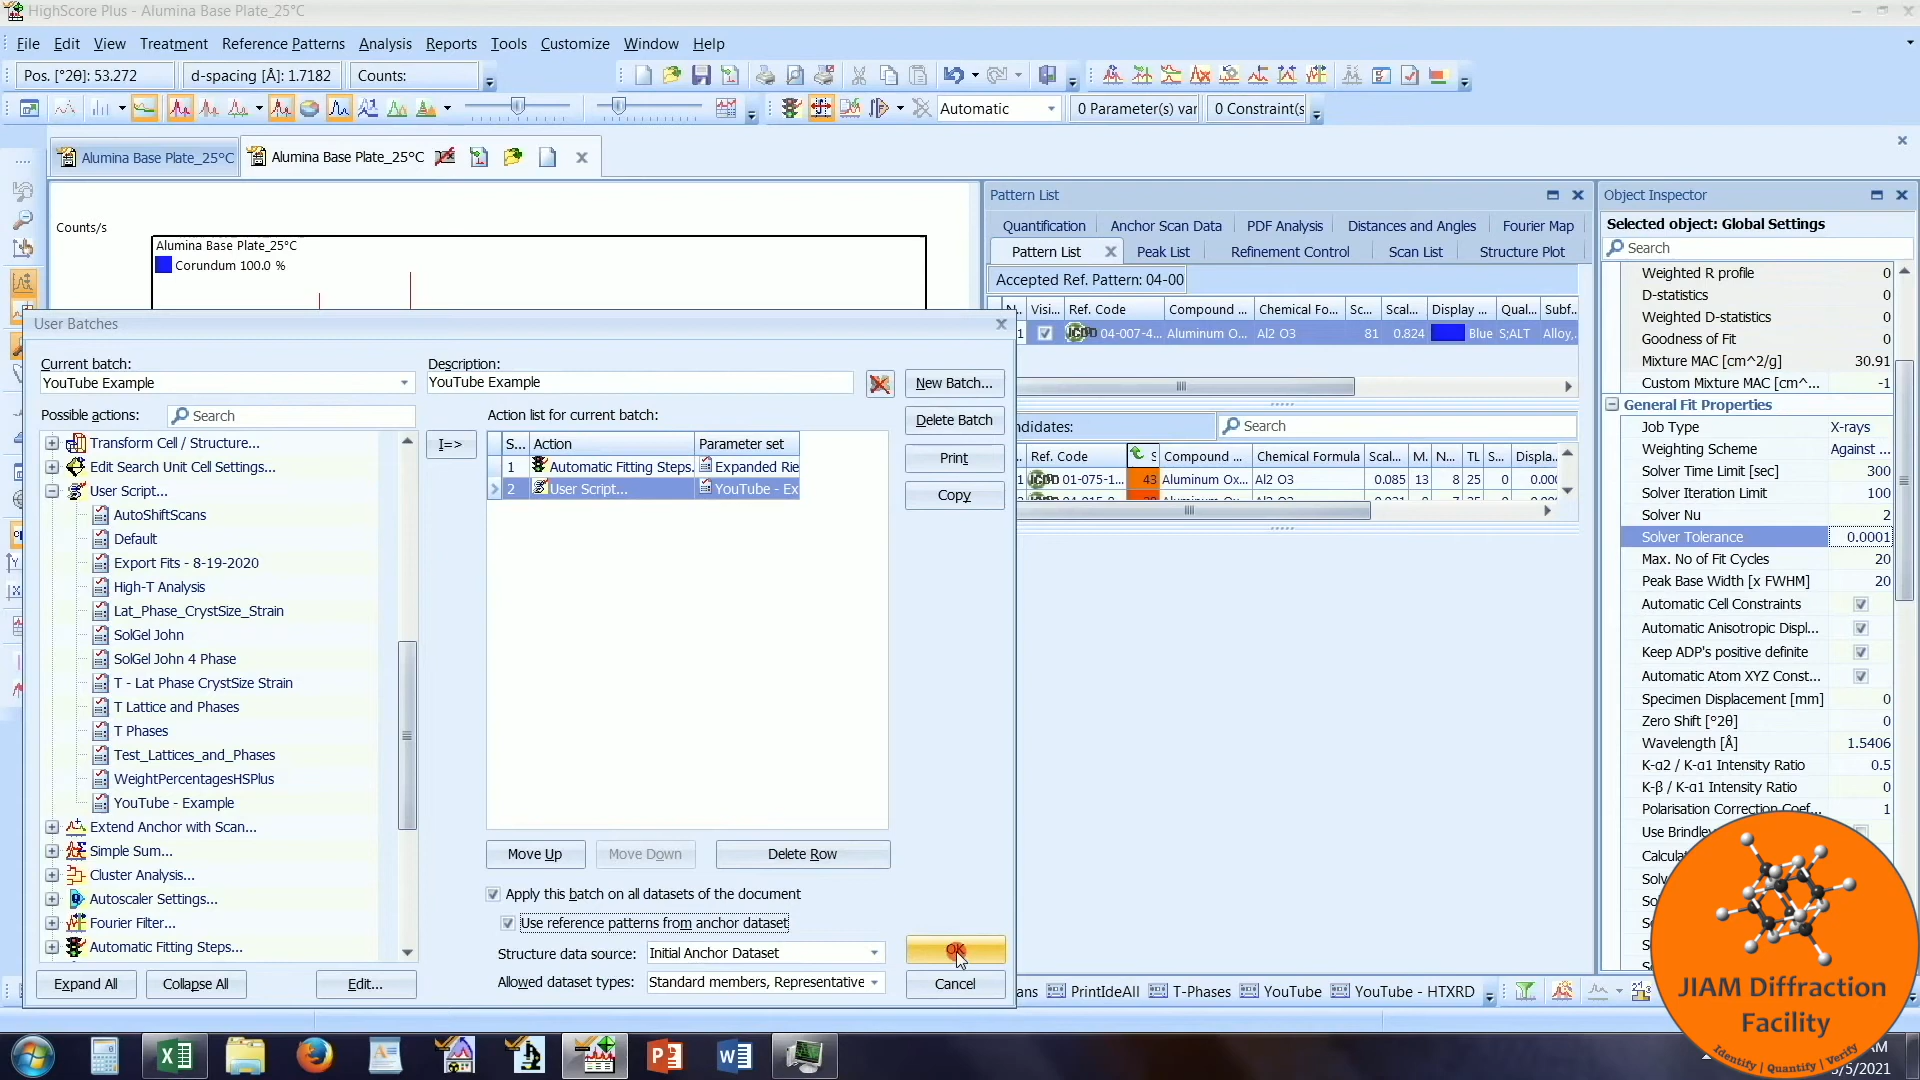 HighScore Plus - Alumina Base Plate_25°C
File Edit View Treatment Reference Patterns Analysis Reports Tools Customize Window Help
Pos. [°2θ]: 53.272 d-spacing [Å]: 1.7182 Counts:
Automatic 0 Parameter(s) var 0 Constraint(s
Alumina Base Plate_25°C Alumina Base Plate_25°C
Counts/s
Alumina Base Plate_25°C
Corundum 100.0 %
Pattern List
Quantification Anchor Scan Data PDF Analysis Distances and Angles Fourier Map
Pattern List Peak List Refinement Control Scan List Structure Plot
Accepted Ref. Pattern: 04-00
N.. Visi... Ref. Code Compound ... Chemical Fo... Sc... Scal... Display ... Qual... Subf..
1 04-007-4... Aluminum O... Al2 O3 81 0.824 Blue S;ALT Alloy,..
ndidates: Search
Ref. Code Compound ... Chemical Formula Scal... M. N... TL S... Displa...
01-075-1... 43 Aluminum Ox... Al2 O3 0.085 13 8 25 0 0.00
User Batches
Current batch: Description:
YouTube Example YouTube Example
Possible actions: Search Action list for current batch:
I=>
New Batch...
Delete Batch
Print
Copy
S... Action Parameter set
1 Automatic Fitting Steps. Expanded Rie
2 User Script... YouTube - Ex
Transform Cell / Structure...
Edit Search Unit Cell Settings...
User Script...
AutoShiftScans
Default
Export Fits - 8-19-2020
High-T Analysis
Lat_Phase_CrystSize_Strain
SolGel John
SolGel John 4 Phase
T - Lat Phase CrystSize Strain
T Lattice and Phases
T Phases
Test_Lattices_and_Phases
WeightPercentagesHSPlus
YouTube - Example
Extend Anchor with Scan...
Simple Sum...
Cluster Analysis...
Autoscaler Settings...
Fourier Filter...
Automatic Fitting Steps...
Expand All Collapse All Edit...
Move Up Move Down Delete Row
Apply this batch on all datasets of the document
Use reference patterns from anchor dataset
Structure data source: Initial Anchor Dataset
Allowed dataset types: Standard members, Representative
OK
Cancel
Object Inspector
Selected object: Global Settings
Search
Weighted R profile 0
D-statistics 0
Weighted D-statistics 0
Goodness of Fit 0
Mixture MAC [cm^2/g] 30.91
Custom Mixture MAC [cm^... -1
General Fit Properties
Job Type X-rays
Weighting Scheme Against ...
Solver Time Limit [sec] 300
Solver Iteration Limit 100
Solver Nu 2
Solver Tolerance 0.0001
Max. No of Fit Cycles 20
Peak Base Width [x FWHM] 20
Automatic Cell Constraints
Automatic Anisotropic Displ...
Keep ADP's positive definite
Automatic Atom XYZ Const...
Specimen Displacement [mm] 0
Zero Shift [°2θ] 0
Wavelength [Å] 1.5406
K-α2 / K-α1 Intensity Ratio 0.5
K-β / K-α1 Intensity Ratio 0
Polarisation Correction Coef... 1
Use Brindley
Calcula
So
So
ans PrintIdeAll T-Phases YouTube YouTube - HTXRD
JIAM Diffraction
Facility
Identify | Quantify | Verify
AM
/5/2021